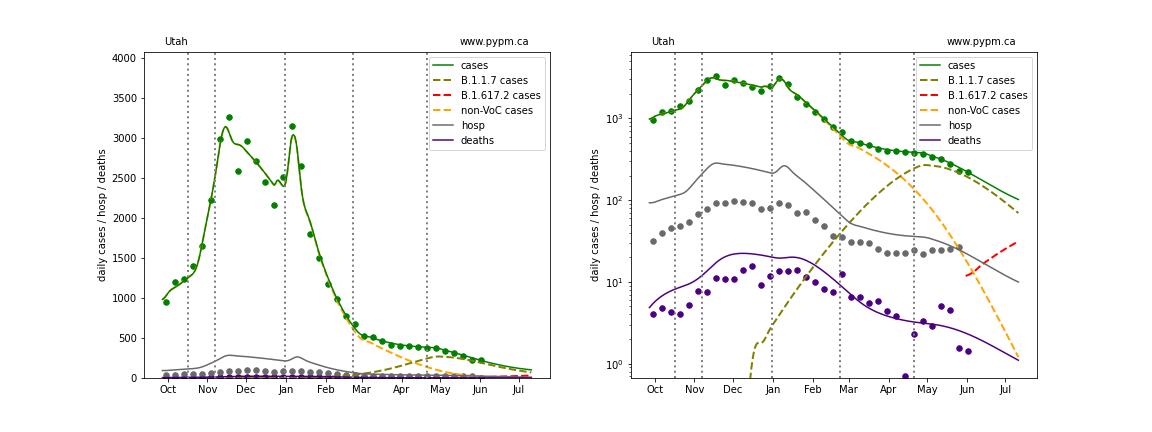 Utah www.pypm.ca
daily cases / hosp / deaths
4000
3500
3000
2500
2000
1500
1000
500
0
cases
B.1.1.7 cases
B.1.617.2 cases
non-VoC cases
hosp
deaths
Oct Nov Dec Jan Feb Mar Apr May Jun Jul
Utah www.pypm.ca
daily cases / hosp / deaths
10³
10²
10¹
10⁰
cases
B.1.1.7 cases
B.1.617.2 cases
non-VoC cases
hosp
deaths
Oct Nov Dec Jan Feb Mar Apr May Jun Jul